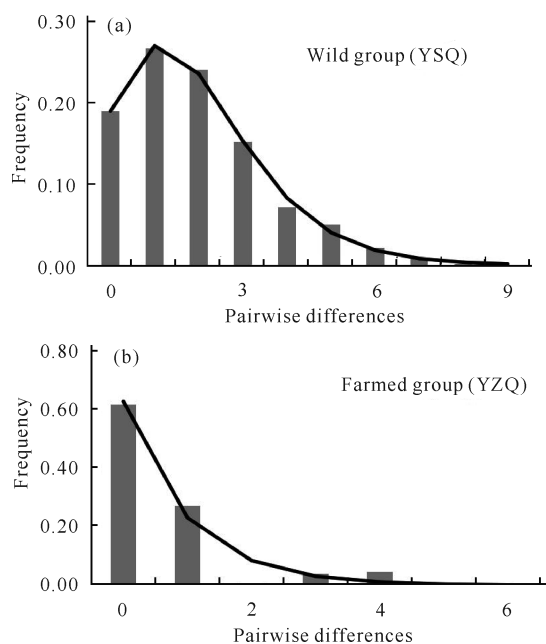 (a)
Wild group (YSQ)
Frequency
0.30
0.20
0.10
0.00
0 3 6 9
Pairwise differences
(b)
Farmed group (YZQ)
Frequency
0.80
0.60
0.40
0.20
0.00
0 2 4 6
Pairwise differences